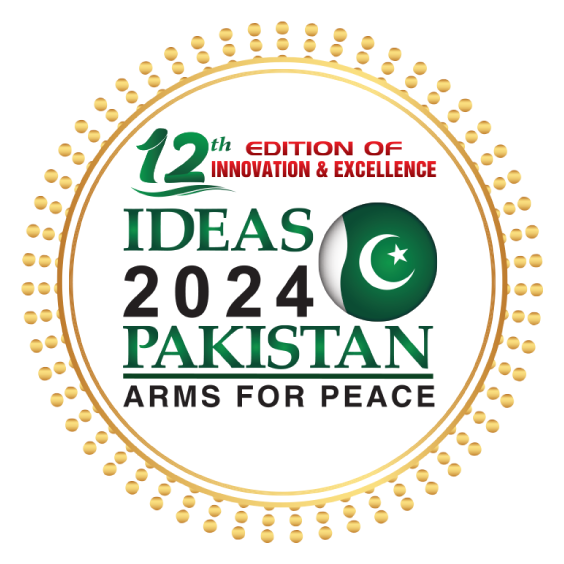 12th EDITION OF
INNOVATION & EXCELLENCE
IDEAS
2024
PAKISTAN
ARMS FOR PEACE